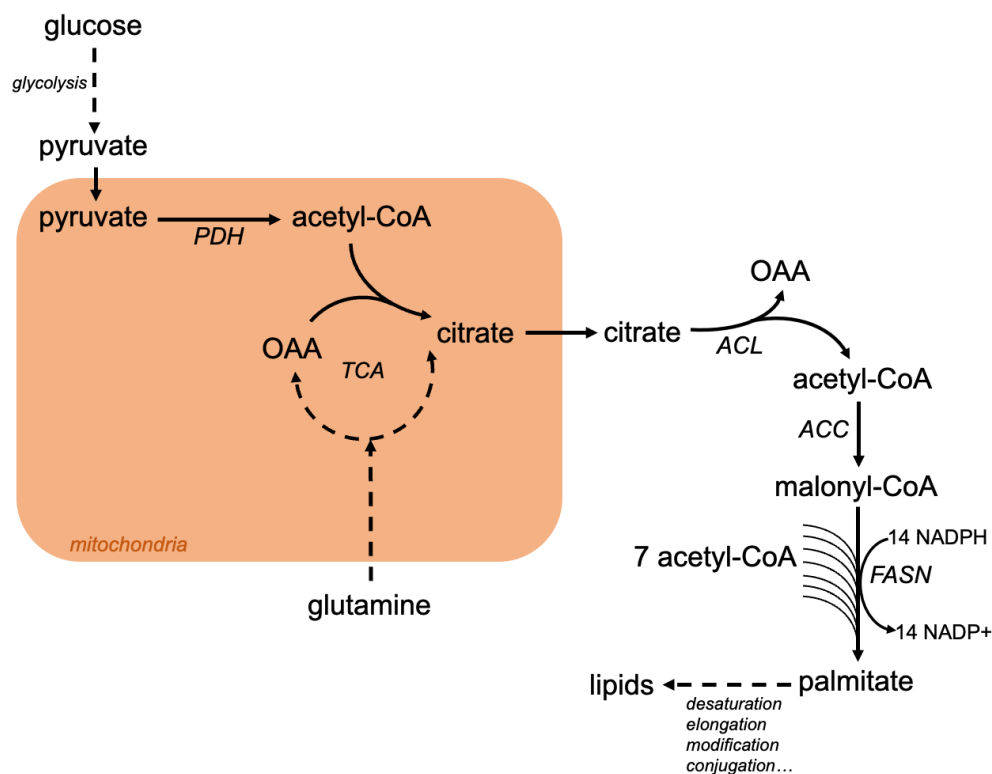 glucose
glycolysis
pyruvate
pyruvate
PDH
acetyl-CoA
OAA
TCA
citrate
mitochondria
glutamine
citrate
ACL
OAA
acetyl-CoA
ACC
malonyl-CoA
7 acetyl-CoA
14 NADPH
FASN
14 NADP+
palmitate
lipids
desaturation
elongation
modification
conjugation…